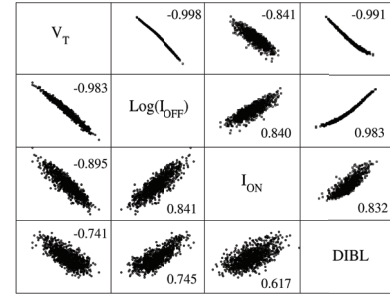 V_T -0.998 -0.841 -0.991
-0.983 Log(I_OFF) 0.840 0.983
-0.895 0.841 I_ON 0.832
-0.741 0.745 0.617 DIBL